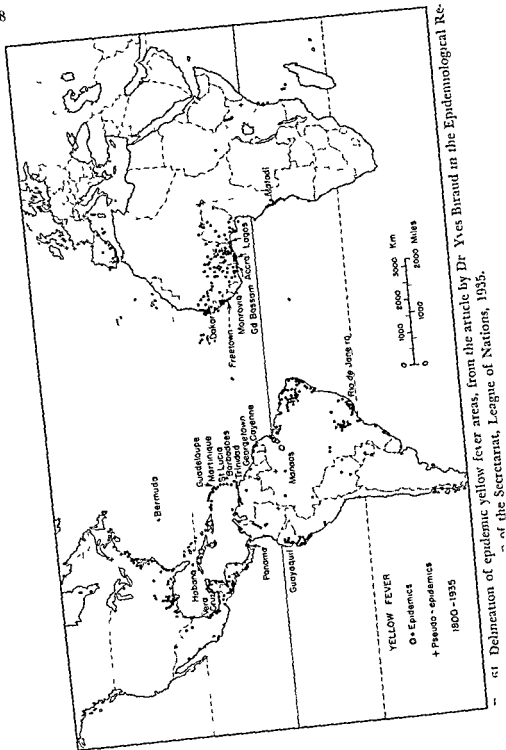 8
Bermuda
Habana
Vera
Cruz
Guadeloupe
Martinique
St Lucia
Barbadoes
Trinidad
Georgetown
Cayenne
Panama
Guayaquil
Manaos
Rio de Janeiro
Dakar
Freetown
Monrovia
Gd Bassam
Accra
Lagos
Matadi
YELLOW FEVER
Epidemics
+ Pseudo-epidemics
1800-1935
0 1000 2000 3000 Km
0 1000 2000 Miles
61 Delineation of epidemic yellow fever areas, from the article by Dr Yves Biraud in the Epidemiological Re-
of the Secretariat, League of Nations, 1935.